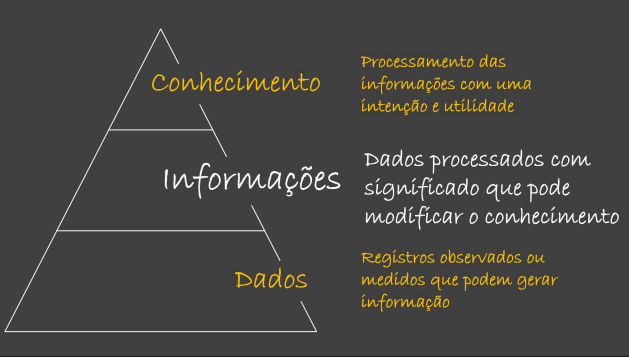 Conhecimento
Processamento das
informações com uma
intenção e utilidade
Informações
Dados processados com
significado que pode
modificar o conhecimento
Dados
Registros observados ou
medidos que podem gerar
informação